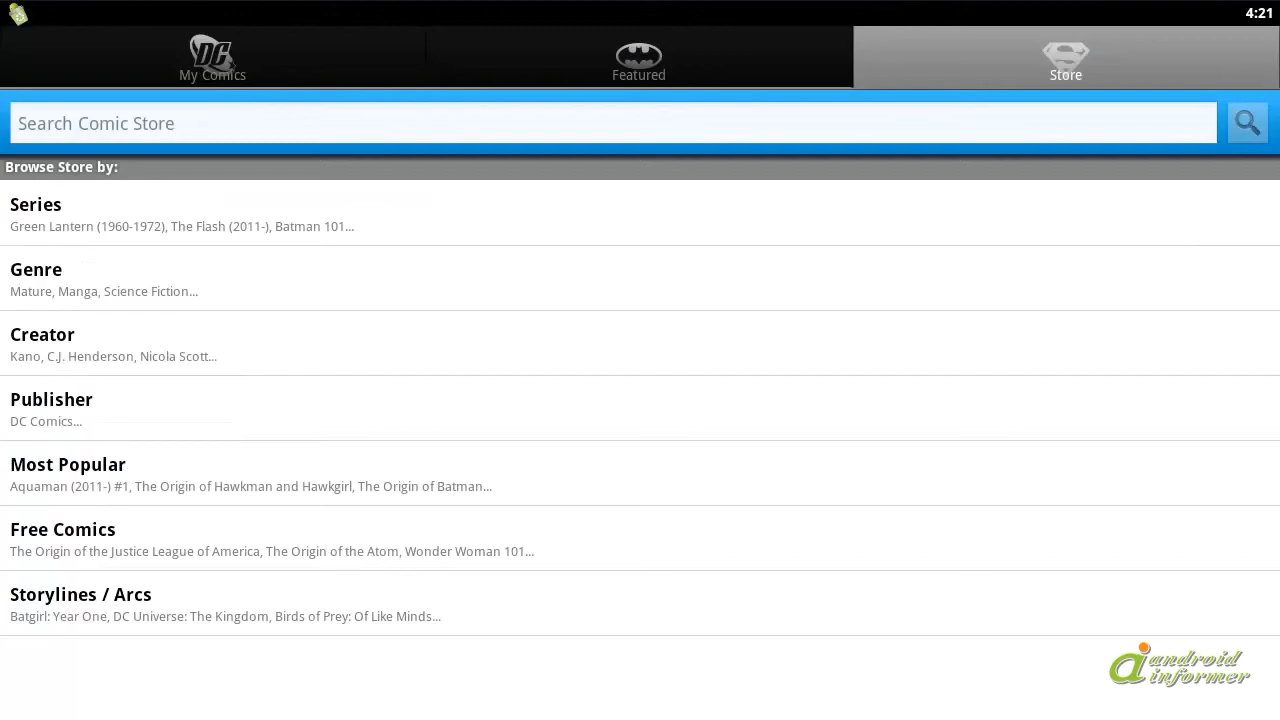 4:21
DC
My Comics
Featured
Store
Search Comic Store
Browse Store by:
Series
Green Lantern (1960-1972), The Flash (2011-), Batman 101...
Genre
Mature, Manga, Science Fiction...
Creator
Kano, C.J. Henderson, Nicola Scott...
Publisher
DC Comics...
Most Popular
Aquaman (2011-) #1, The Origin of Hawkman and Hawkgirl, The Origin of Batman...
Free Comics
The Origin of the Justice League of America, The Origin of the Atom, Wonder Woman 101...
Storylines / Arcs
Batgirl: Year One, DC Universe: The Kingdom, Birds of Prey: Of Like Minds...
android
informer